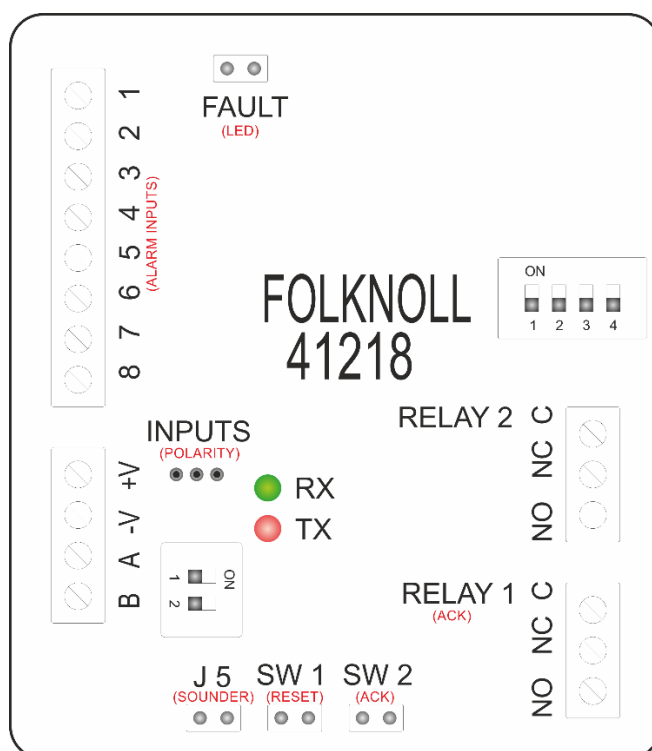 FAULT
(LED)
1
2
3
4
5
6
7
8
(ALARM INPUTS)
FOLKNOLL
41218
ON
1 2 3 4
INPUTS
(POLARITY)
RX
TX
+V
-V
A
B
ON
1
2
RELAY 2
C
NC
NO
RELAY 1
(ACK)
C
NC
NO
J 5
(SOUNDER)
SW 1
(RESET)
SW 2
(ACK)